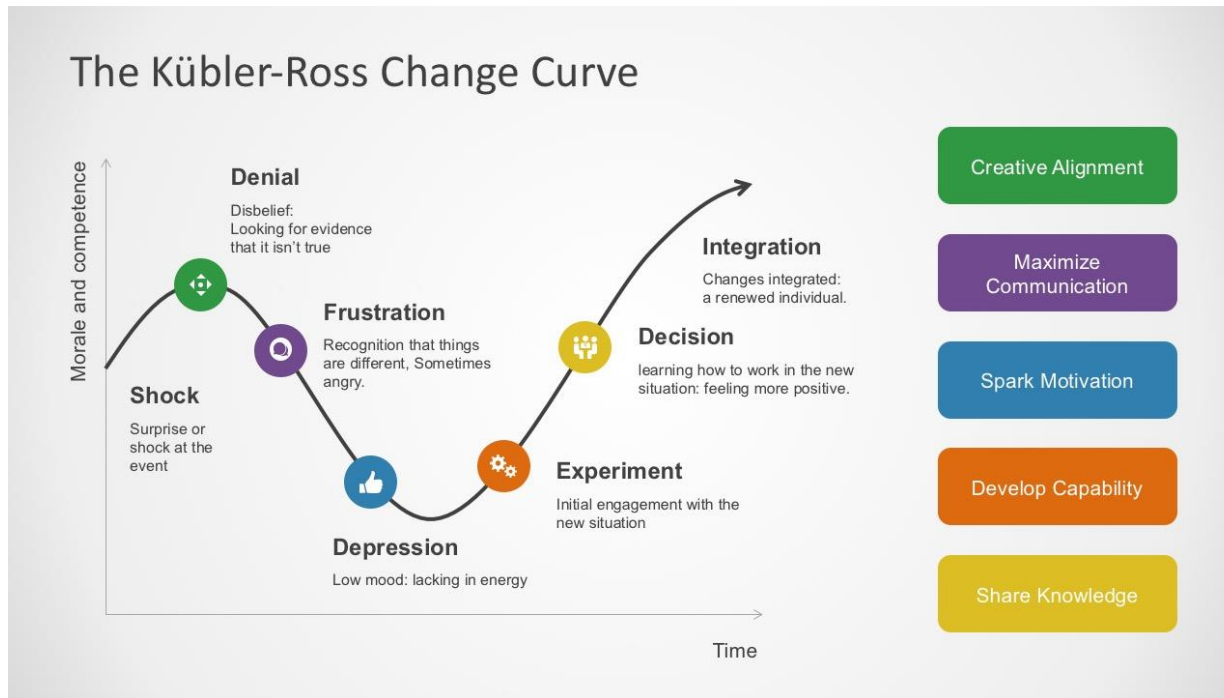 The Kübler-Ross Change Curve
Morale and competence
Denial
Disbelief:
Looking for evidence
that it isn't true
Frustration
Recognition that things
are different, Sometimes
angry.
Shock
Surprise or
shock at the
event
Depression
Low mood: lacking in energy
Experiment
Initial engagement with the
new situation
Decision
learning how to work in the new
situation: feeling more positive.
Integration
Changes integrated:
a renewed individual.
Time
Creative Alignment
Maximize
Communication
Spark Motivation
Develop Capability
Share Knowledge